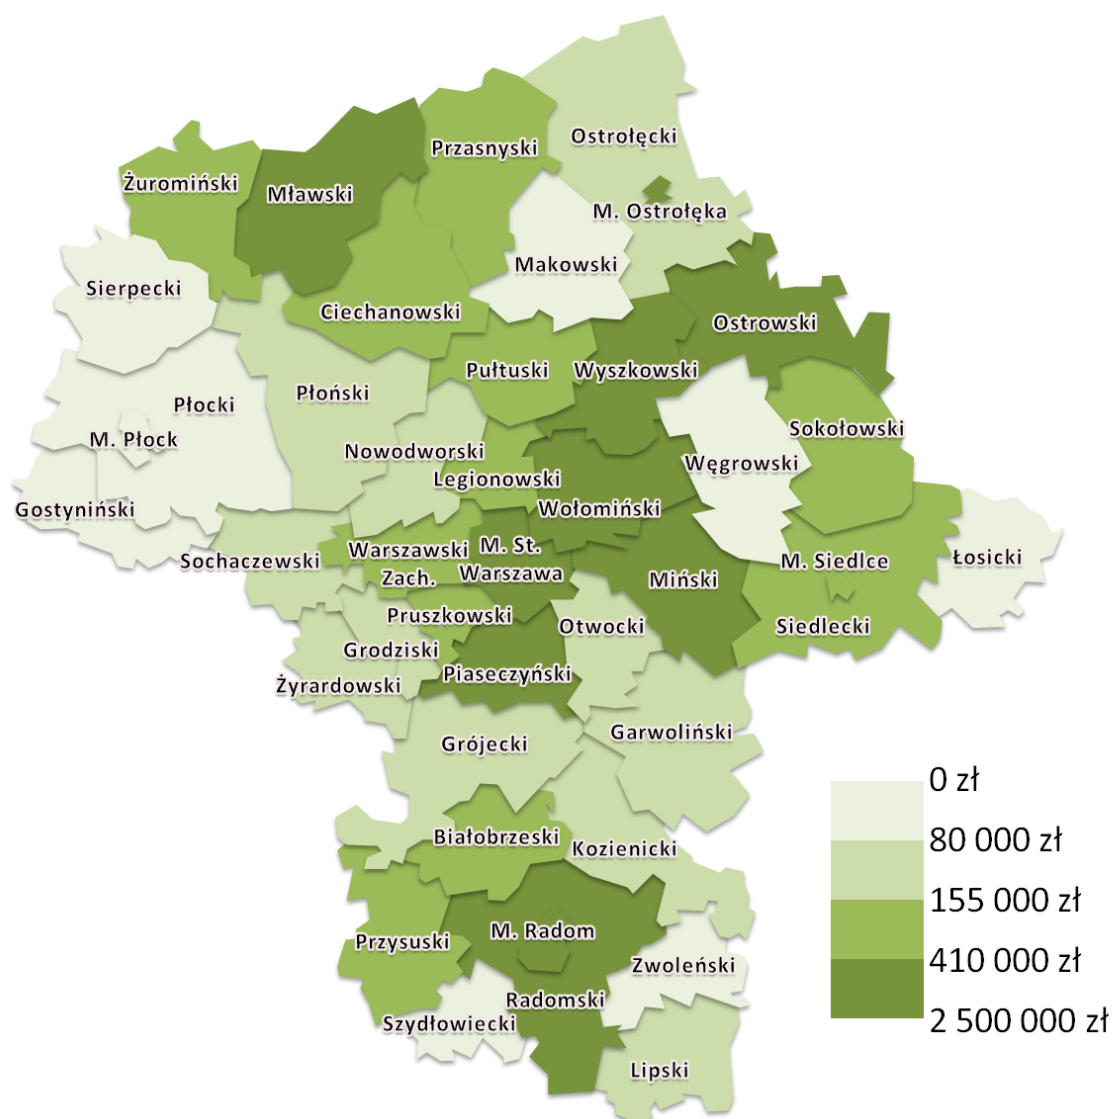 Ostrołęcki
Przasnyski
Żuromiński
Mławski
M. Ostrołęka
Makowski
Sierpecki
Ciechanowski
Ostrowski
Pułtuski
Wyszkowski
Płoński
Płocki
Sokołowski
M. Płock
Nowodworski
Węgrowski
Legionowski
Gostyniński
Wołomiński
Warszawski
Zach.
M. St.
Warszawa
Sochaczewski
M. Siedlce
Łosicki
Miński
Pruszkowski
Otwocki
Siedlecki
Grodziski
Piaseczyński
Żyrardowski
Garwoliński
Grójecki
Białobrzeski
Kozienicki
M. Radom
Przysuski
Zwoleński
Radomski
Szydłowiecki
Lipski
0 zł
80 000 zł
155 000 zł
410 000 zł
2 500 000 zł